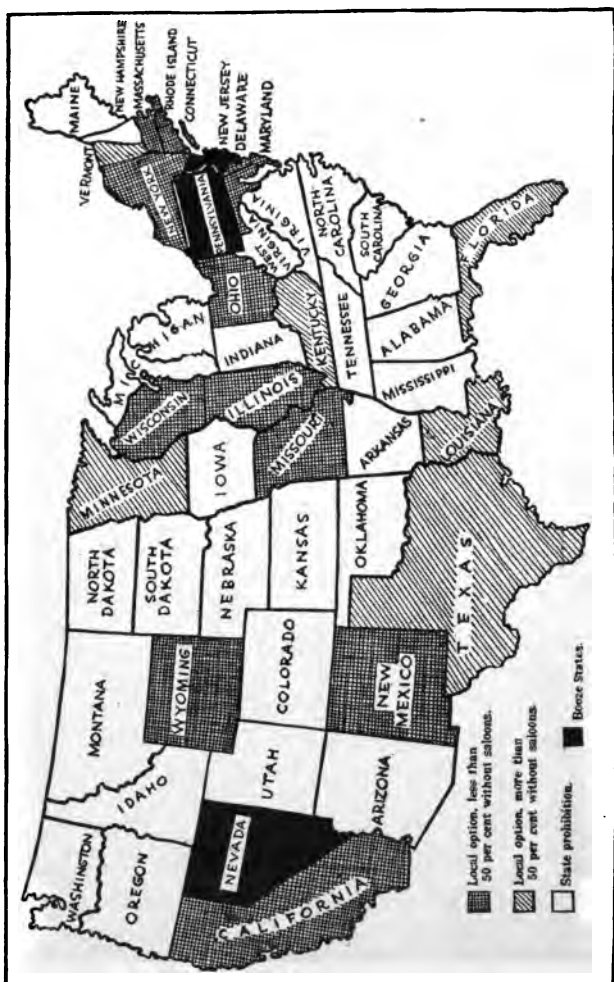 WASHINGTON
OREGON
CALIFORNIA
NEVADA
IDAHO
MONTANA
WYOMING
UTAH
COLORADO
ARIZONA
NEW
MEXICO
NORTH
DAKOTA
SOUTH
DAKOTA
NEBRASKA
KANSAS
OKLAHOMA
TEXAS
MINNESOTA
IOWA
MISSOURI
ARKANSAS
LOUISIANA
WISCONSIN
ILLINOIS
MICHIGAN
INDIANA
OHIO
KENTUCKY
TENNESSEE
MISSISSIPPI
ALABAMA
GEORGIA
FLORIDA
SOUTH
CAROLINA
NORTH
CAROLINA
VIRGINIA
WEST
VIRGINIA
PENNSYLVANIA
NEW YORK
VERMONT
MAINE
NEW HAMPSHIRE
MASSACHUSETTS
RHODE ISLAND
CONNECTICUT
NEW JERSEY
DELAWARE
MARYLAND
Local option, less than
50 per cent without saloons.
Local option, more than
50 per cent without saloons.
State prohibition.
Booze States.